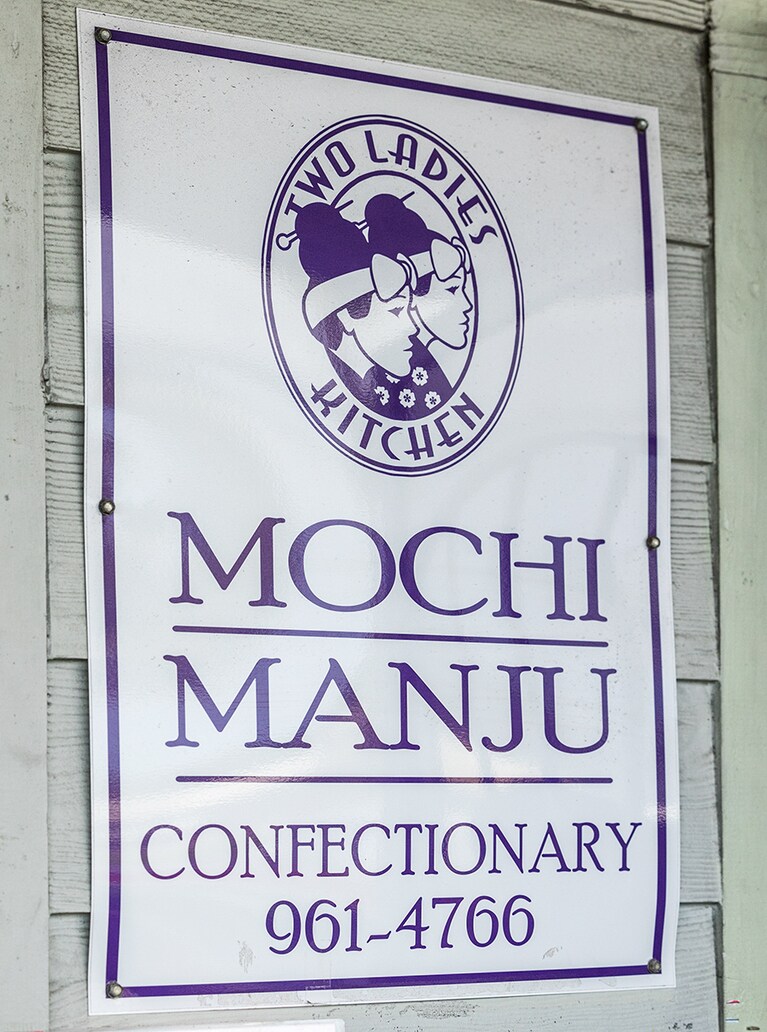 TWO LADIES
KITCHEN
MOCHI
MANJU
CONFECTIONARY
961-4766